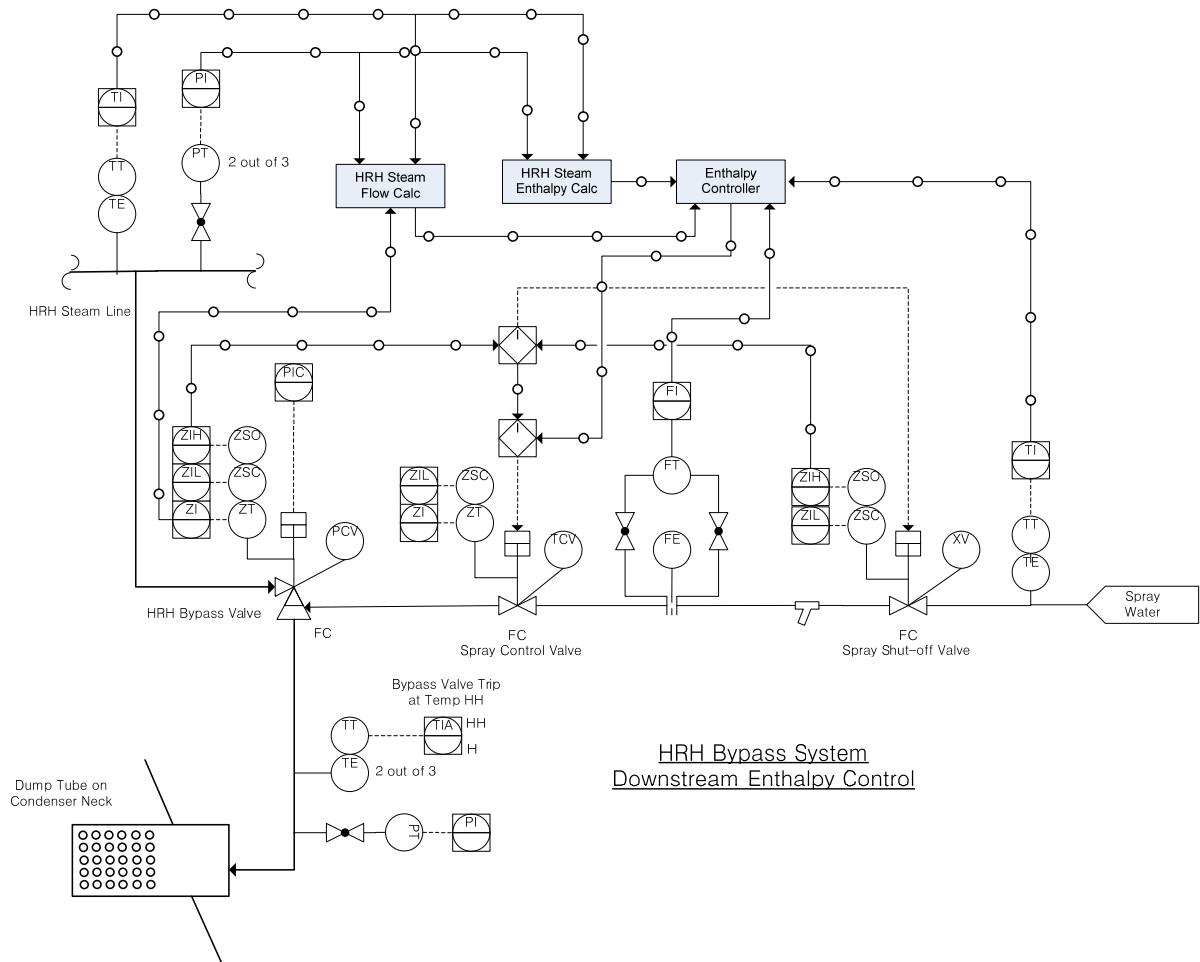 TI
PI
TT
PT
2 out of 3
TE
HRH Steam
Flow Calc
HRH Steam
Enthalpy Calc
Enthalpy
Controller
HRH Steam Line
I
PIC
FI
I
ZIH
ZSO
ZIL
ZSC
ZI
ZT
ZIL
ZSC
ZI
ZT
FT
ZIH
ZSO
ZIL
ZSC
TI
TT
TE
PCV
TCV
FE
XV
HRH Bypass Valve
FC
FC
Spray Control Valve
FC
Spray Shut-off Valve
Spray
Water
Bypass Valve Trip
at Temp HH
TT
TIA
HH
H
TE
2 out of 3
HRH Bypass System
Downstream Enthalpy Control
Dump Tube on
Condenser Neck
PT
PI